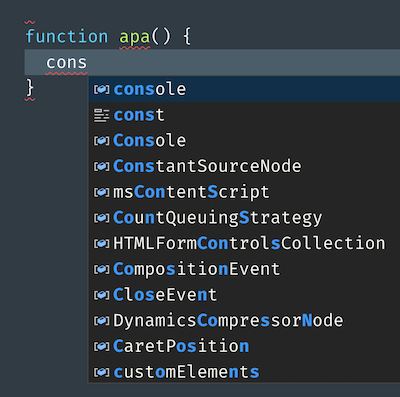 function apa() {
cons
}
console
const
Console
ConstantSourceNode
msContentScript
CountQueuingStrategy
HTMLFormControlsCollection
CompositionEvent
CloseEvent
DynamicsCompressorNode
CaretPosition
customElements